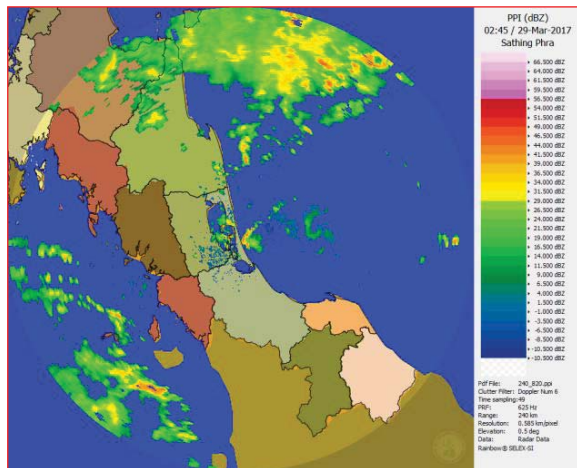 PPI (dBZ)
02:45 / 29-Mar-2017
Sathing Phra
66.500 dBZ
64.000 dBZ
61.500 dBZ
59.000 dBZ
56.500 dBZ
54.000 dBZ
51.500 dBZ
49.000 dBZ
46.500 dBZ
44.000 dBZ
41.500 dBZ
39.000 dBZ
36.500 dBZ
34.000 dBZ
31.500 dBZ
29.000 dBZ
26.500 dBZ
24.000 dBZ
21.500 dBZ
19.000 dBZ
16.500 dBZ
14.000 dBZ
11.500 dBZ
9.000 dBZ
6.500 dBZ
4.000 dBZ
1.500 dBZ
-1.000 dBZ
-3.500 dBZ
-6.000 dBZ
-8.500 dBZ
-10.500 dBZ
-10.500 dBZ
Pdf File: 240_820.ppi
Clutter Filter: Doppler Num 6
Time sampling:49
PRF: 625 Hz
Range: 240 km
Resolution: 0.585 km/pixel
Elevation: 0.5 deg
Data: Radar Data
Rainbow® SELEX-SI